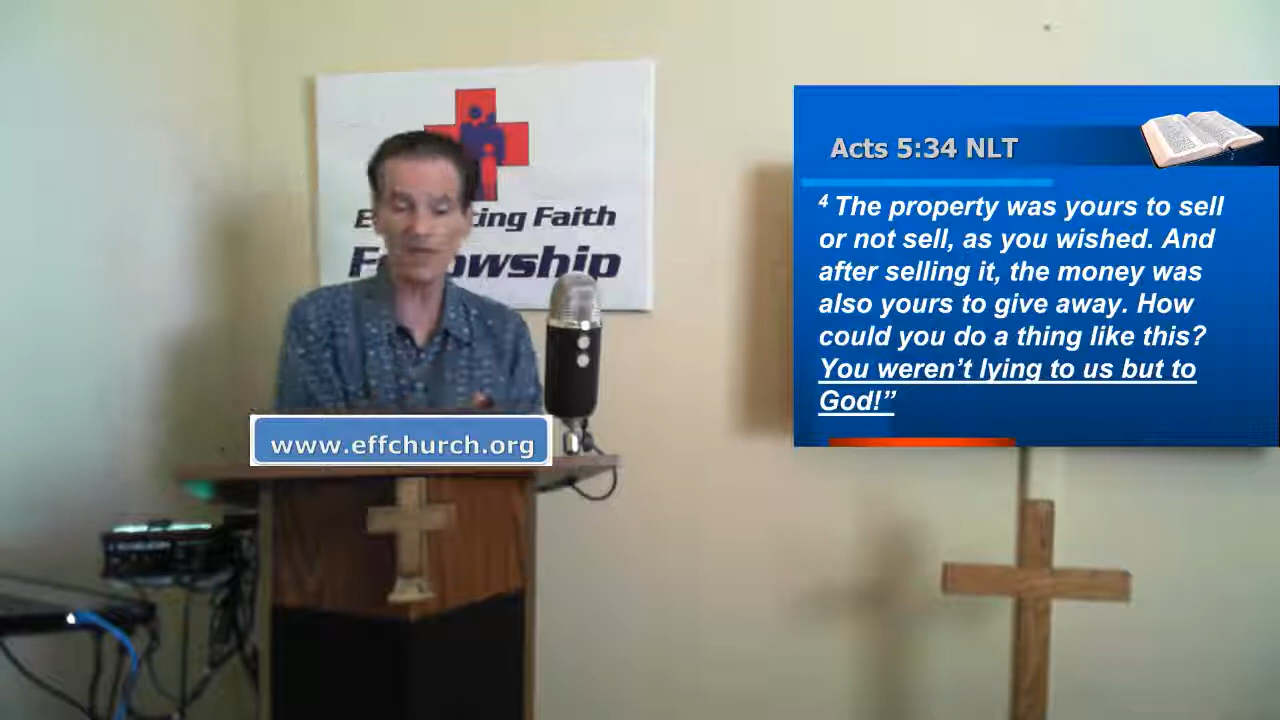 ting Faith
Fellowship
www.effchurch.org
Acts 5:34 NLT
4 The property was yours to sell
or not sell, as you wished. And
after selling it, the money was
also yours to give away. How
could you do a thing like this?
You weren’t lying to us but to
God!”